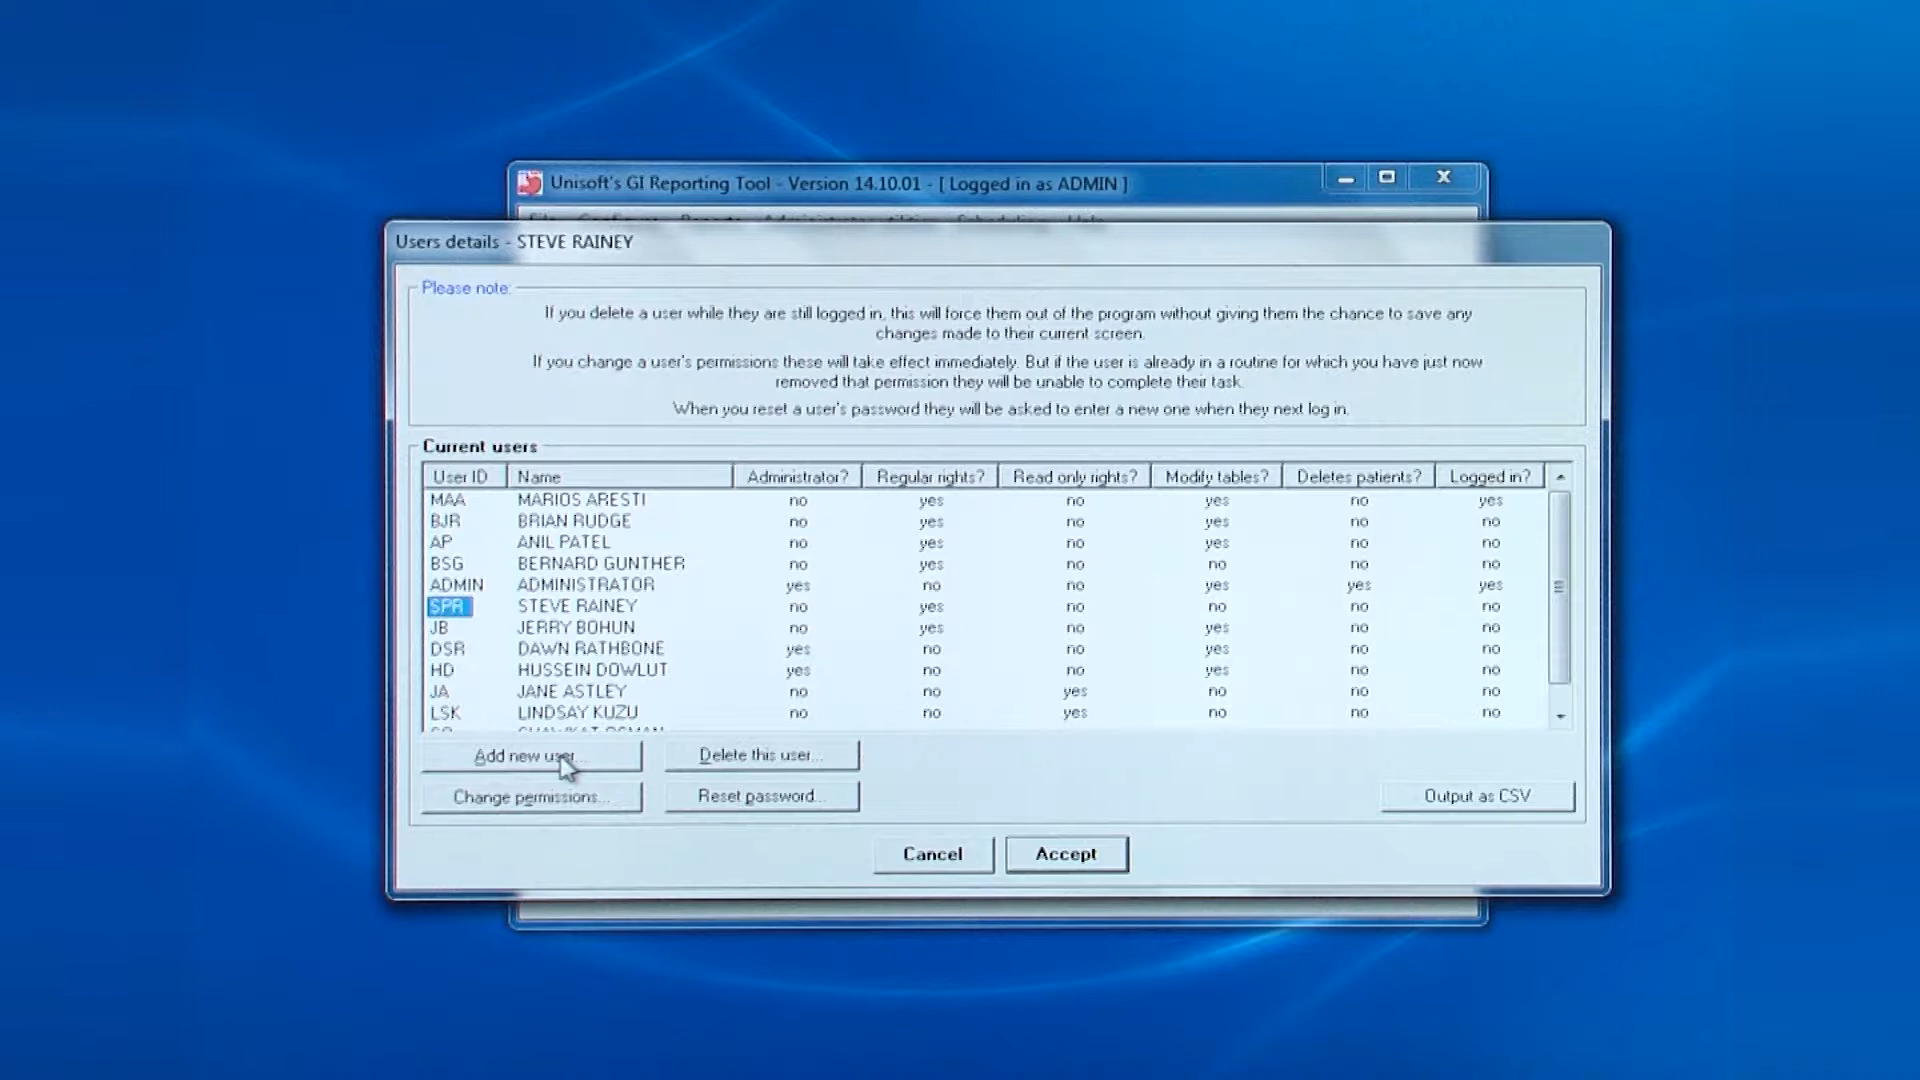 Unisoft's GI Reporting Tool - Version 14.10.01 - [ Logged in as ADMIN ]
Users details - STEVE RAINEY
Please note:
If you delete a user while they are still logged in, this will force them out of the program without giving them the chance to save any
changes made to their current screen.
If you change a user's permissions these will take effect immediately. But if the user is already in a routine for which you have just now
removed that permission they will be unable to complete their task.
When you reset a user's password they will be asked to enter a new one when they next log in.
Current users
User ID Name Administrator? Regular rights? Read only rights? Modify tables? Deletes patients? Logged in?
MAA MARIOS ARESTI no yes no yes no yes
BJR BRIAN RUDGE no yes no yes no no
AP ANIL PATEL no yes no yes no no
BSG BERNARD GUNTHER no yes no no no no
ADMIN ADMINISTRATOR yes no no yes yes yes
SPR STEVE RAINEY no yes no no no no
JB JERRY BOHUN no yes no yes no no
DSR DAWN RATHBONE yes no no yes no no
HD HUSSEIN DOWLUT yes no no yes no no
JA JANE ASTLEY no no yes no no no
LSK LINDSAY KUZU no no yes no no no
Add new user... Delete this user...
Change permissions... Reset password... Output as CSV
Cancel Accept